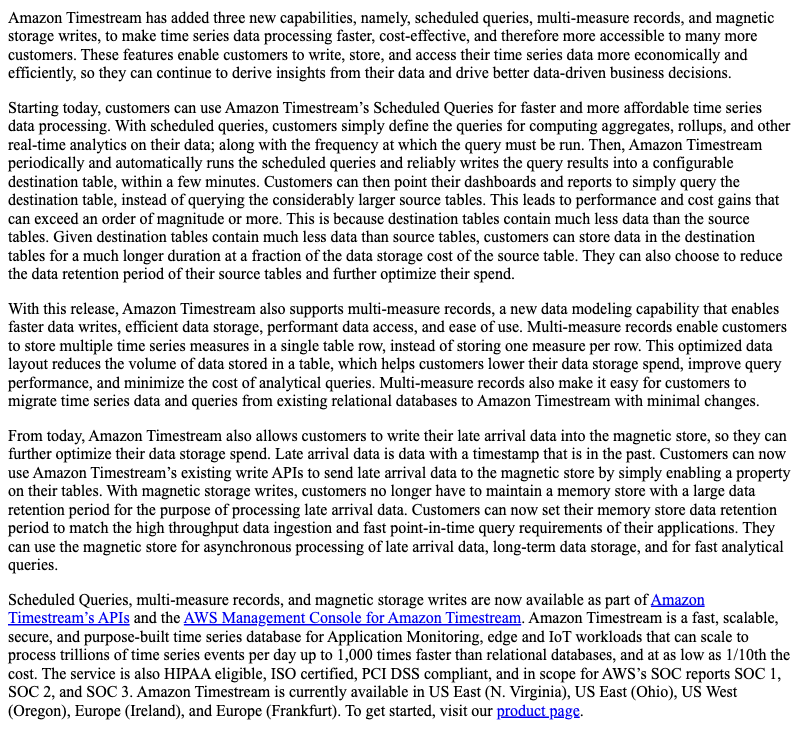 Amazon Timestream has added three new capabilities, namely, scheduled queries, multi-measure records, and magnetic
storage writes, to make time series data processing faster, cost-effective, and therefore more accessible to many more
customers. These features enable customers to write, store, and access their time series data more economically and
efficiently, so they can continue to derive insights from their data and drive better data-driven business decisions.
Starting today, customers can use Amazon Timestream’s Scheduled Queries for faster and more affordable time series
data processing. With scheduled queries, customers simply define the queries for computing aggregates, rollups, and other
real-time analytics on their data; along with the frequency at which the query must be run. Then, Amazon Timestream
periodically and automatically runs the scheduled queries and reliably writes the query results into a configurable
destination table, within a few minutes. Customers can then point their dashboards and reports to simply query the
destination table, instead of querying the considerably larger source tables. This leads to performance and cost gains that
can exceed an order of magnitude or more. This is because destination tables contain much less data than the source
tables. Given destination tables contain much less data than source tables, customers can store data in the destination
tables for a much longer duration at a fraction of the data storage cost of the source table. They can also choose to reduce
the data retention period of their source tables and further optimize their spend.
With this release, Amazon Timestream also supports multi-measure records, a new data modeling capability that enables
faster data writes, efficient data storage, performant data access, and ease of use. Multi-measure records enable customers
to store multiple time series measures in a single table row, instead of storing one measure per row. This optimized data
layout reduces the volume of data stored in a table, which helps customers lower their data storage spend, improve query
performance, and minimize the cost of analytical queries. Multi-measure records also make it easy for customers to
migrate time series data and queries from existing relational databases to Amazon Timestream with minimal changes.
From today, Amazon Timestream also allows customers to write their late arrival data into the magnetic store, so they can
further optimize their data storage spend. Late arrival data is data with a timestamp that is in the past. Customers can now
use Amazon Timestream’s existing write APIs to send late arrival data to the magnetic store by simply enabling a property
on their tables. With magnetic storage writes, customers no longer have to maintain a memory store with a large data
retention period for the purpose of processing late arrival data. Customers can now set their memory store data retention
period to match the high throughput data ingestion and fast point-in-time query requirements of their applications. They
can use the magnetic store for asynchronous processing of late arrival data, long-term data storage, and for fast analytical
queries.
Scheduled Queries, multi-measure records, and magnetic storage writes are now available as part of Amazon
Timestream’s APIs and the AWS Management Console for Amazon Timestream. Amazon Timestream is a fast, scalable,
secure, and purpose-built time series database for Application Monitoring, edge and IoT workloads that can scale to
process trillions of time series events per day up to 1,000 times faster than relational databases, and at as low as 1/10th the
cost. The service is also HIPAA eligible, ISO certified, PCI DSS compliant, and in scope for AWS’s SOC reports SOC 1,
SOC 2, and SOC 3. Amazon Timestream is currently available in US East (N. Virginia), US East (Ohio), US West
(Oregon), Europe (Ireland), and Europe (Frankfurt). To get started, visit our product page.